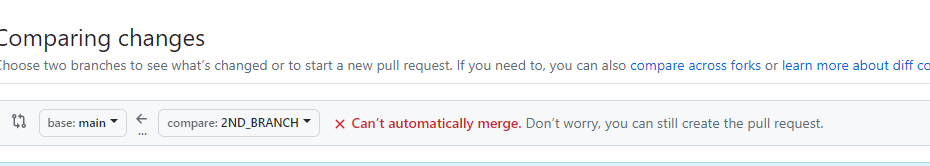 Comparing changes
Choose two branches to see what's changed or to start a new pull request. If you need to, you can also compare across forks or learn more about diff co
base: main ← ... compare: 2ND_BRANCH × Can't automatically merge. Don't worry, you can still create the pull request.